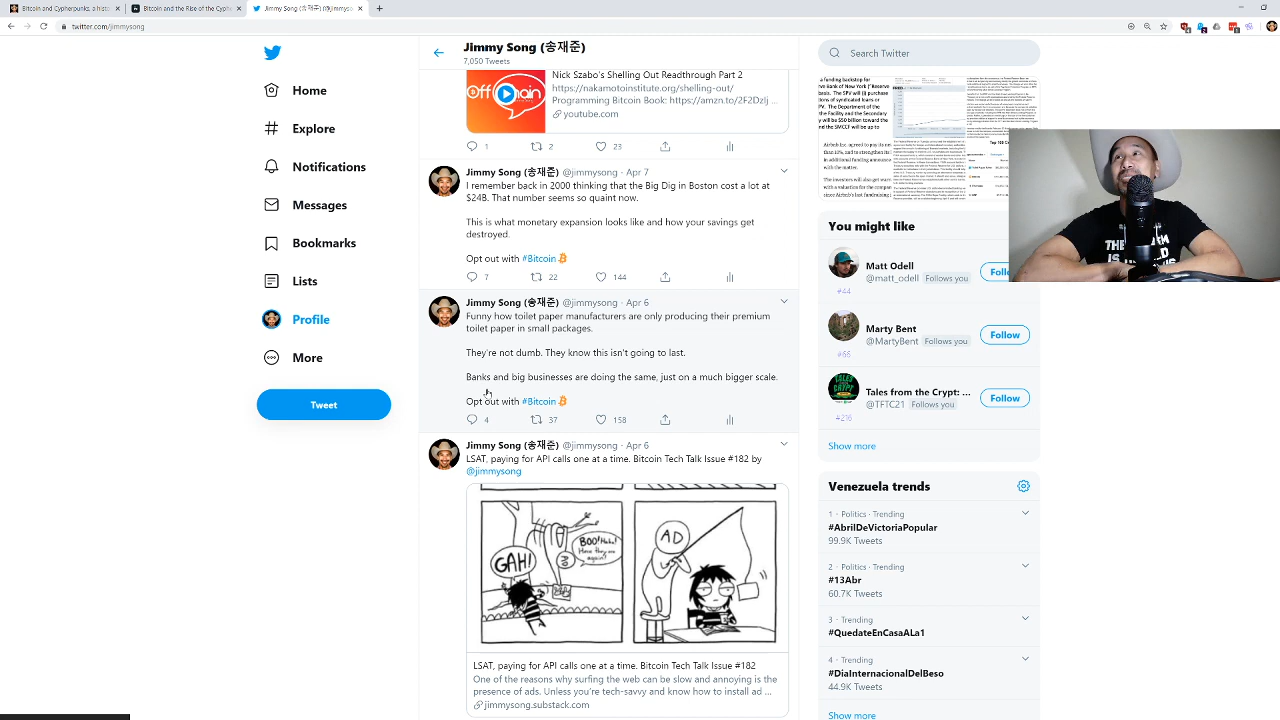 Bitcoin and Cypherpunks, a hist
Bitcoin and the Rise of the Cyphe
Jimmy Song (송재준) (@jimmyson
twitter.com/jimmysong
Home
Explore
Notifications
Messages
Bookmarks
Lists
Profile
More
Tweet
Jimmy Song (송재준)
7,050 Tweets
Off
Nick Szabo's Shelling Out Readthrough Part 2
https://nakamotoinstitute.org/shelling-out/
Programming Bitcoin Book: https://amzn.to/2F2Dzaj ...
youtube.com
1 2 23
Jimmy Song (송재준) @jimmysong · Apr 7
I remember back in 2000 thinking that the Big Dig in Boston cost a lot at
$24B. That number seems so quaint now.
This is what monetary expansion looks like and how your savings get
destroyed.
Opt out with #Bitcoin
7 22 144
Jimmy Song (송재준) @jimmysong · Apr 6
Funny how toilet paper manufacturers are only producing their premium
toilet paper in small packages.
They're not dumb. They know this isn't going to last.
Banks and big businesses are doing the same, just on a much bigger scale.
Opt out with #Bitcoin
4 37 158
Jimmy Song (송재준) @jimmysong · Apr 6
LSAT, paying for API calls one at a time. Bitcoin Tech Talk Issue #182 by
@jimmysong
GAH!
AD
LSAT, paying for API calls one at a time. Bitcoin Tech Talk Issue #182
One of the reasons why surfing the web can be slow and annoying is the
presence of ads. Unless you're tech-savvy and know how to install ad ...
jimmysong.substack.com
Search Twitter
You might like
Matt Odell
@matt_odell Follows you
#44
Foll
Marty Bent
@MartyBent Follows you
#66
Follow
Tales from the Crypt: ...
@TFTC21 Follows you
#216
Follow
Show more
Venezuela trends
1 · Politics · Trending
#AbrilDeVictoriaPopular
99.9K Tweets
2 · Politics · Trending
#13Abr
60.7K Tweets
3 · Trending
#QuedateEnCasaALa1
4 · Trending
#DiaInternacionalDelBeso
44.9K Tweets
Show more